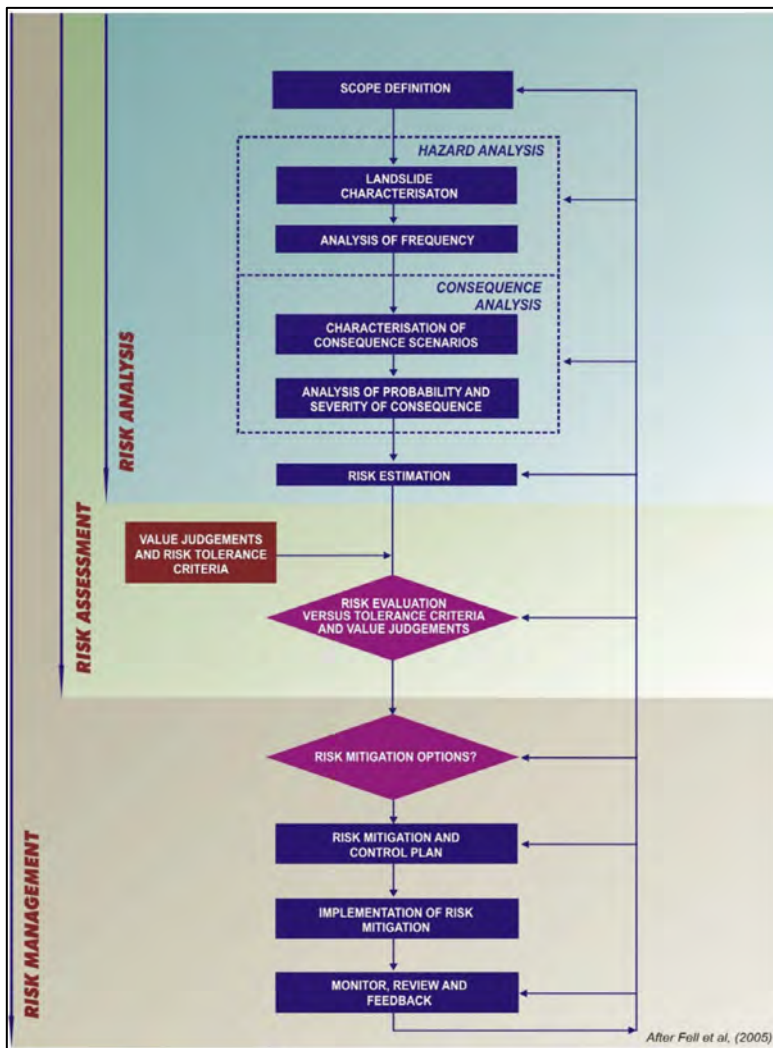 SCOPE DEFINITION
HAZARD ANALYSIS
LANDSLIDE
CHARACTERISATON
ANALYSIS OF FREQUENCY
CONSEQUENCE
ANALYSIS
CHARACTERISATION OF
CONSEQUENCE SCENARIOS
ANALYSIS OF PROBABILITY AND
SEVERITY OF CONSEQUENCE
RISK ANALYSIS
RISK ESTIMATION
VALUE JUDGEMENTS
AND RISK TOLERANCE
CRITERIA
RISK ASSESSMENT
RISK EVALUATION
VERSUS TOLERANCE CRITERIA
AND VALUE JUDGEMENTS
RISK MITIGATION OPTIONS?
RISK MITIGATION AND
CONTROL PLAN
RISK MANAGEMENT
IMPLEMENTATION OF RISK
MITIGATION
MONITOR, REVIEW AND
FEEDBACK
After Fell et al, (2005)